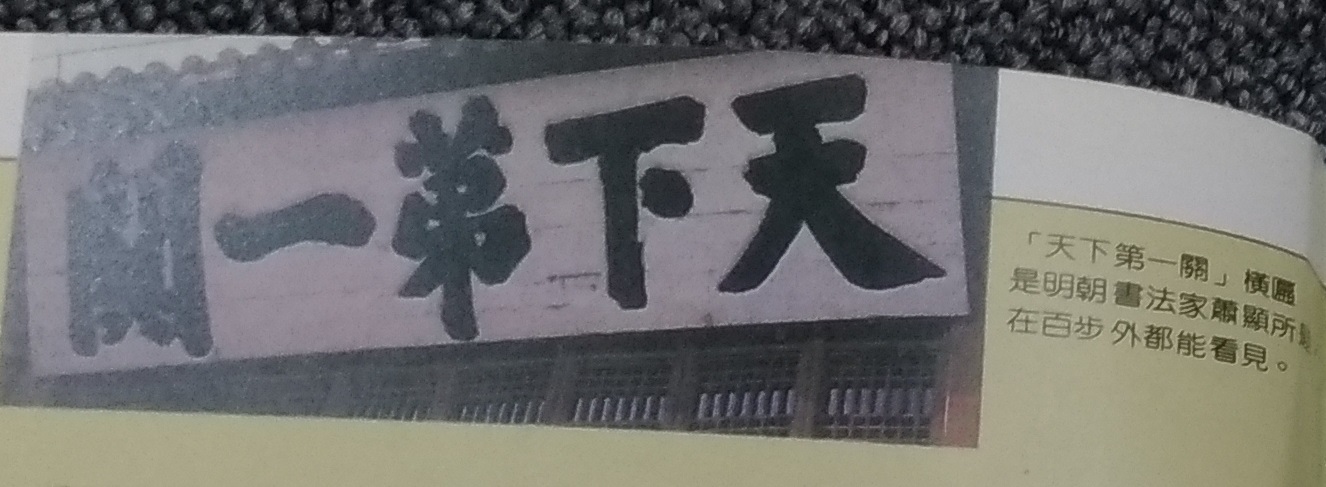 天下第一關
「天下第一關」橫匾
是明朝書法家蕭顯所
在百步外都能看見。